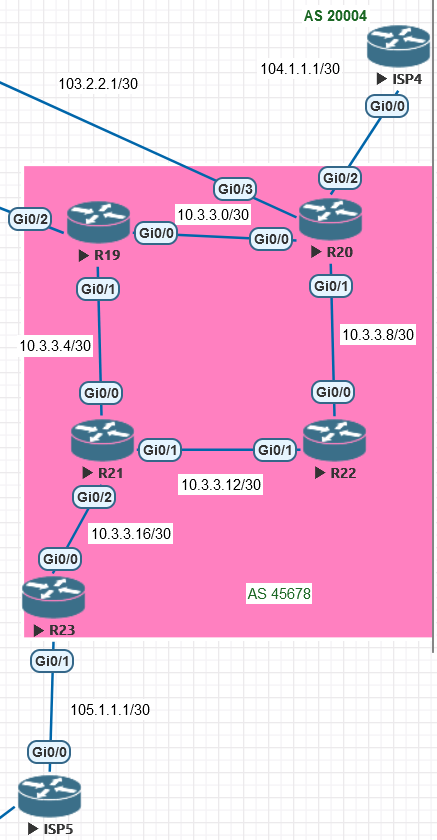 AS 20004
104.1.1.1/30
▶ ISP4
103.2.2.1/30
Gi0/0
Gi0/2
Gi0/3
10.3.3.0/30
Gi0/2
Gi0/0
Gi0/0
▶ R19
▶ R20
Gi0/1
Gi0/1
10.3.3.4/30
10.3.3.8/30
Gi0/0
Gi0/0
Gi0/1
Gi0/1
▶ R21
▶ R22
10.3.3.12/30
Gi0/2
10.3.3.16/30
Gi0/0
AS 45678
▶ R23
Gi0/1
105.1.1.1/30
Gi0/0
▶ ISP5